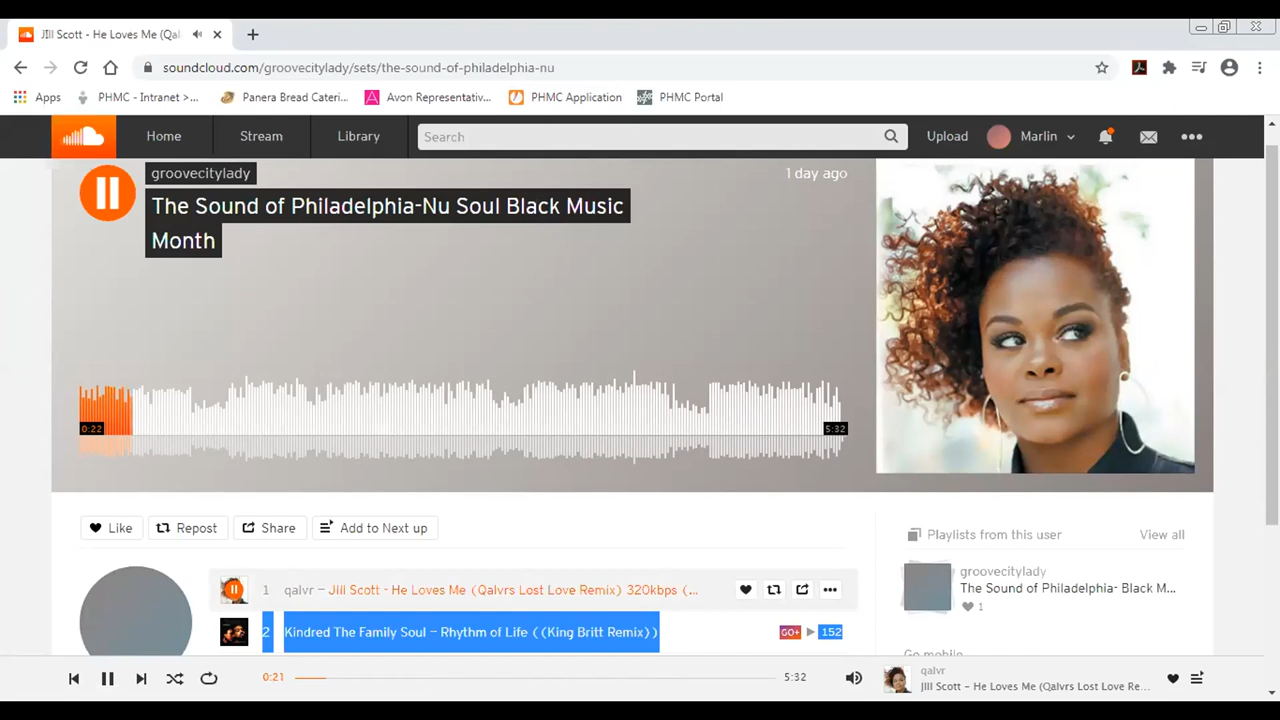 JIll Scott - He Loves Me (Qal
soundcloud.com/groovecitylady/sets/the-sound-of-philadelphia-nu
Apps PHMC - Intranet >... Panera Bread Cateri... Avon Representativ... PHMC Application PHMC Portal
Home Stream Library Search Upload Marlin
groovecitylady
1 day ago
The Sound of Philadelphia-Nu Soul Black Music
Month
0:22
5:32
Like Repost Share Add to Next up
Playlists from this user View all
groovecitylady
The Sound of Philadelphia- Black M...
1
1 qalvr – Jill Scott - He Loves Me (Qalvrs Lost Love Remix) 320kbps (...
2 Kindred The Family Soul – Rhythm of Life ((King Britt Remix)) GO+ 152
Go mobile
0:21 5:32
qalvr
JIll Scott – He Loves Me (Qalvrs Lost Love Re...